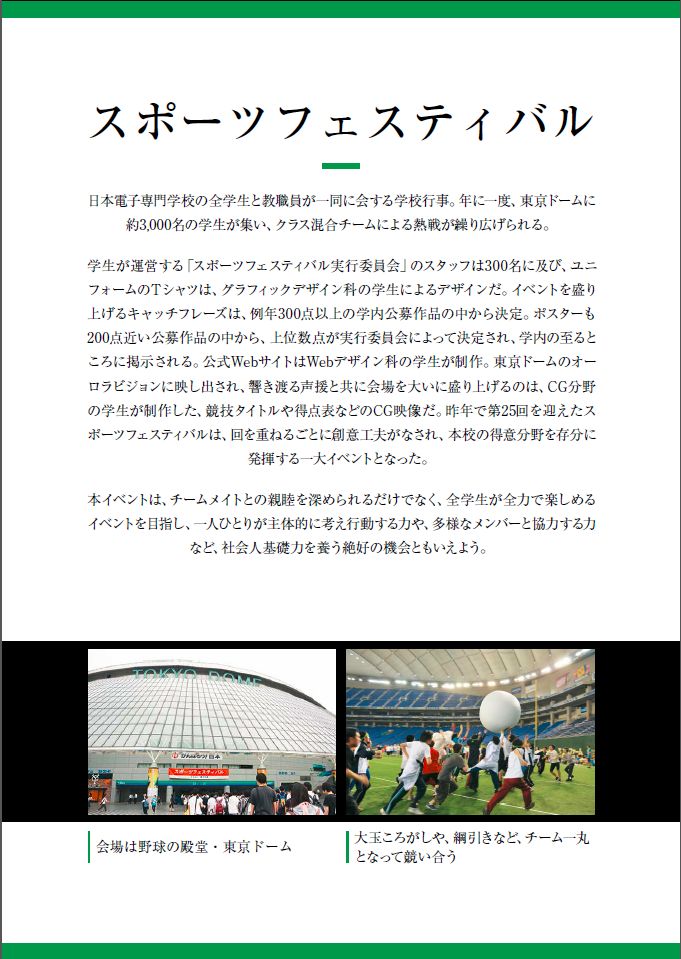 スポーツフェスティバル
日本電子専門学校の全学生と教職員が一同に会する学校行事。年に一度、東京ドームに
約3,000名の学生が集い、クラス混合チームによる熱戦が繰り広げられる。
学生が運営する「スポーツフェスティバル実行委員会」のスタッフは300名に及び、ユニ
フォームのTシャツは、グラフィックデザイン科の学生によるデザインだ。イベントを盛り
上げるキャッチフレーズは、例年300点以上の学内公募作品の中から決定。ポスターも
200点近い公募作品の中から、上位数点が実行委員会によって決定され、学内の至ると
ころに掲示される。公式WebサイトはWebデザイン科の学生が制作。東京ドームのオー
ロラビジョンに映し出され、響き渡る声援と共に会場を大いに盛り上げるのは、CG分野
の学生が制作した、競技タイトルや得点表などのCG映像だ。昨年で第25回を迎えたス
ポーツフェスティバルは、回を重ねるごとに創意工夫がなされ、本校の得意分野を存分に
発揮する一大イベントとなった。
本イベントは、チームメイトとの親睦を深められるだけでなく、全学生が全力で楽しめる
イベントを目指し、一人ひとりが主体的に考え行動する力や、多様なメンバーと協力する力
など、社会人基礎力を養う絶好の機会ともいえよう。
TOKYO DOME
スポーツフェスティバル
会場は野球の殿堂・東京ドーム
大玉ころがしや、綱引きなど、チーム一丸
となって競い合う